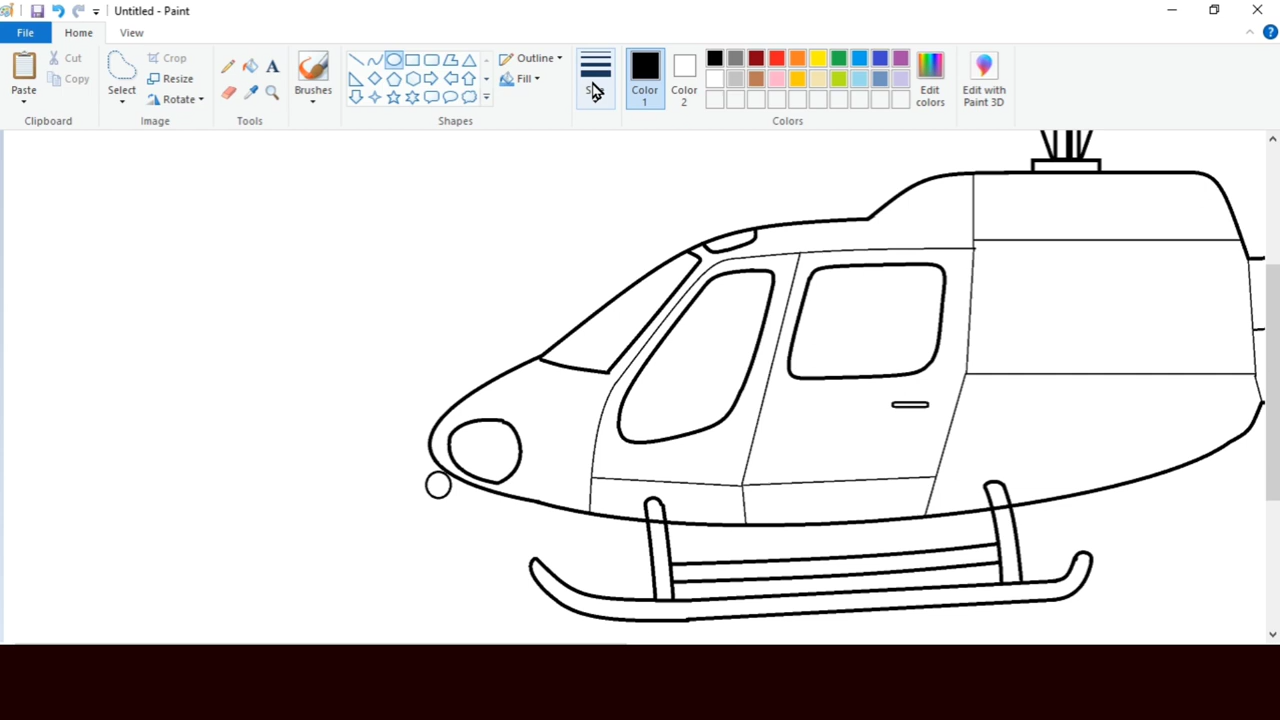 Untitled - Paint
File
Home
View
Paste
Cut
Copy
Clipboard
Select
Crop
Resize
Rotate
Image
A
Tools
Brushes
Outline
Fill
Shapes
Color 1
Color 2
Edit colors
Colors
Edit with Paint 3D